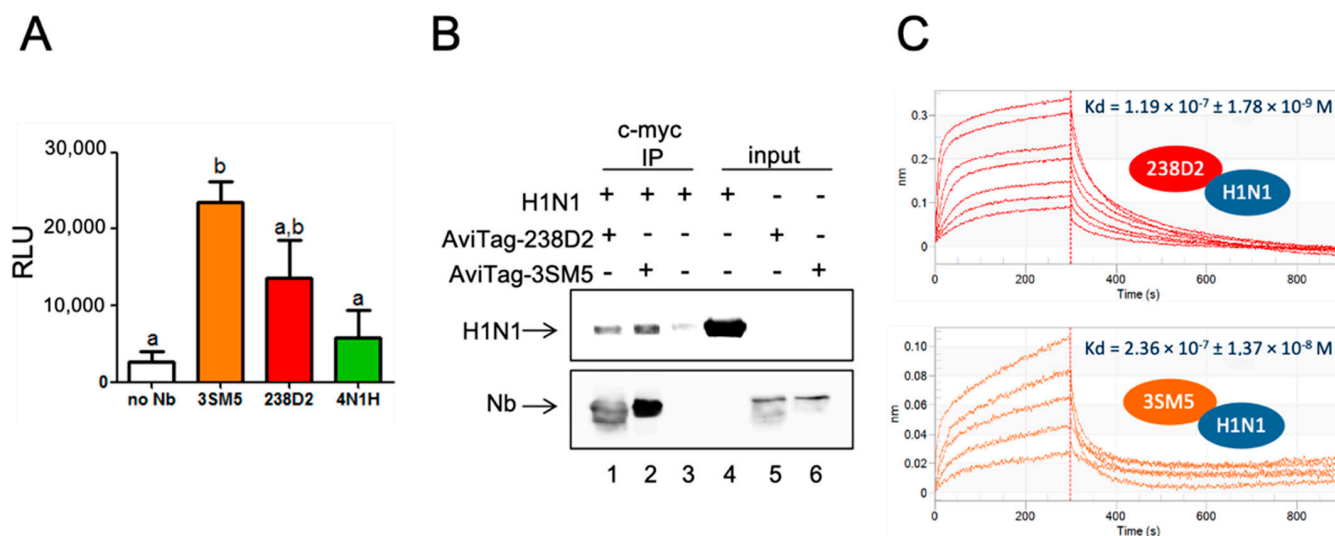 A
RLU
30,000
20,000
10,000
0
a
b
a,b
a
no Nb
3SM5
238D2
4N1H
B
c-myc
IP
input
H1N1 + + + + - -
AviTag-238D2 + - - - + -
AviTag-3SM5 - + - - - +
H1N1
Nb
1 2 3 4 5 6
C
Kd = 1.19 × 10⁻⁷ ± 1.78 × 10⁻⁹ M
238D2
H1N1
nm
0.3
0.2
0.1
0
0 200 400 600 800
Time (s)
Kd = 2.36 × 10⁻⁷ ± 1.37 × 10⁻⁸ M
3SM5
H1N1
nm
0.10
0.08
0.06
0.04
0.02
0
0 200 400 600 800
Time (s)